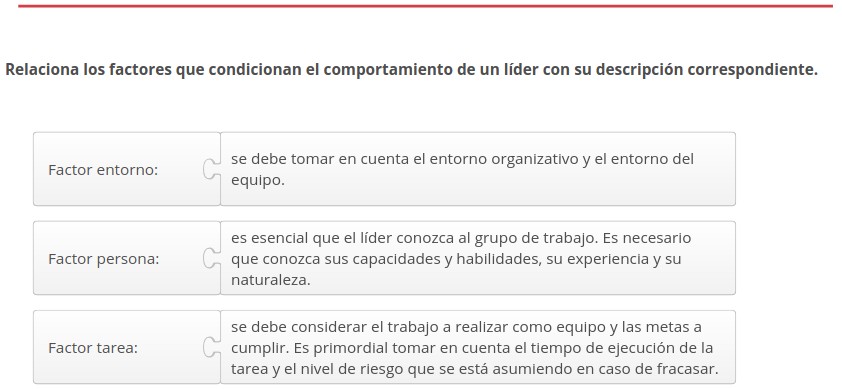 Relaciona los factores que condicionan el comportamiento de un líder con su descripción correspondiente.
Factor entorno:
se debe tomar en cuenta el entorno organizativo y el entorno del
equipo.
Factor persona:
es esencial que el líder conozca al grupo de trabajo. Es necesario
que conozca sus capacidades y habilidades, su experiencia y su
naturaleza.
Factor tarea:
se debe considerar el trabajo a realizar como equipo y las metas a
cumplir. Es primordial tomar en cuenta el tiempo de ejecución de la
tarea y el nivel de riesgo que se está asumiendo en caso de fracasar.